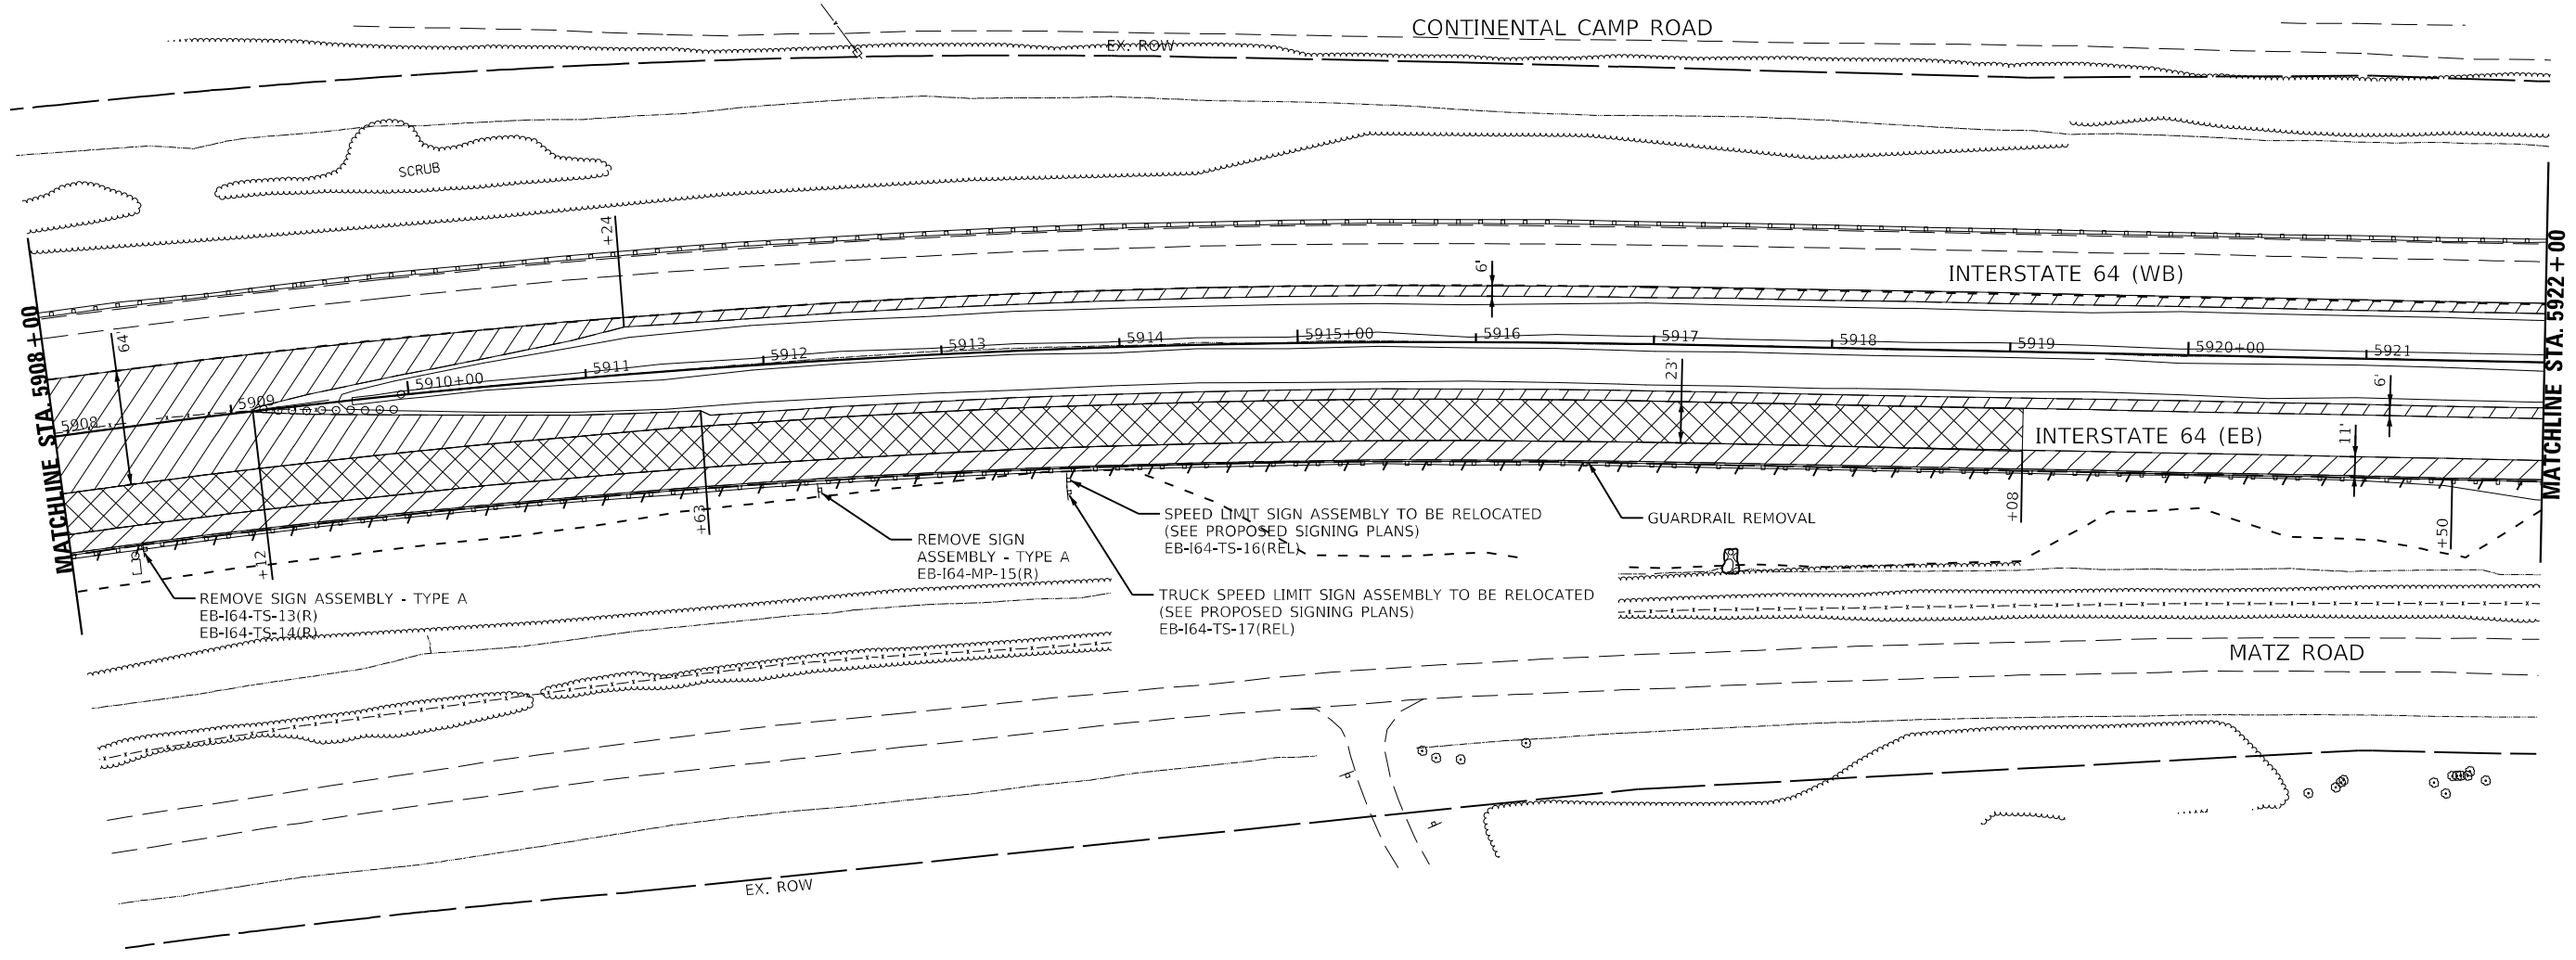 CONTINENTAL CAMP ROAD
EX. ROW
SCRUB
+24
INTERSTATE 64 (WB)
6'
64'
MATCHLINE STA. 5908+00
MATCHLINE STA. 5922+00
5908
5909
5910+00
5911
5912
5913
5914
5915+00
5916
5917
5918
5919
5920+00
5921
23'
6'
11'
INTERSTATE 64 (EB)
+12
+63
+08
+50
REMOVE SIGN ASSEMBLY - TYPE A
EB-I64-TS-13(R)
EB-I64-TS-14(R)
REMOVE SIGN
ASSEMBLY - TYPE A
EB-I64-MP-15(R)
SPEED LIMIT SIGN ASSEMBLY TO BE RELOCATED
(SEE PROPOSED SIGNING PLANS)
EB-I64-TS-16(REL)
TRUCK SPEED LIMIT SIGN ASSEMBLY TO BE RELOCATED
(SEE PROPOSED SIGNING PLANS)
EB-I64-TS-17(REL)
GUARDRAIL REMOVAL
MATZ ROAD
EX. ROW